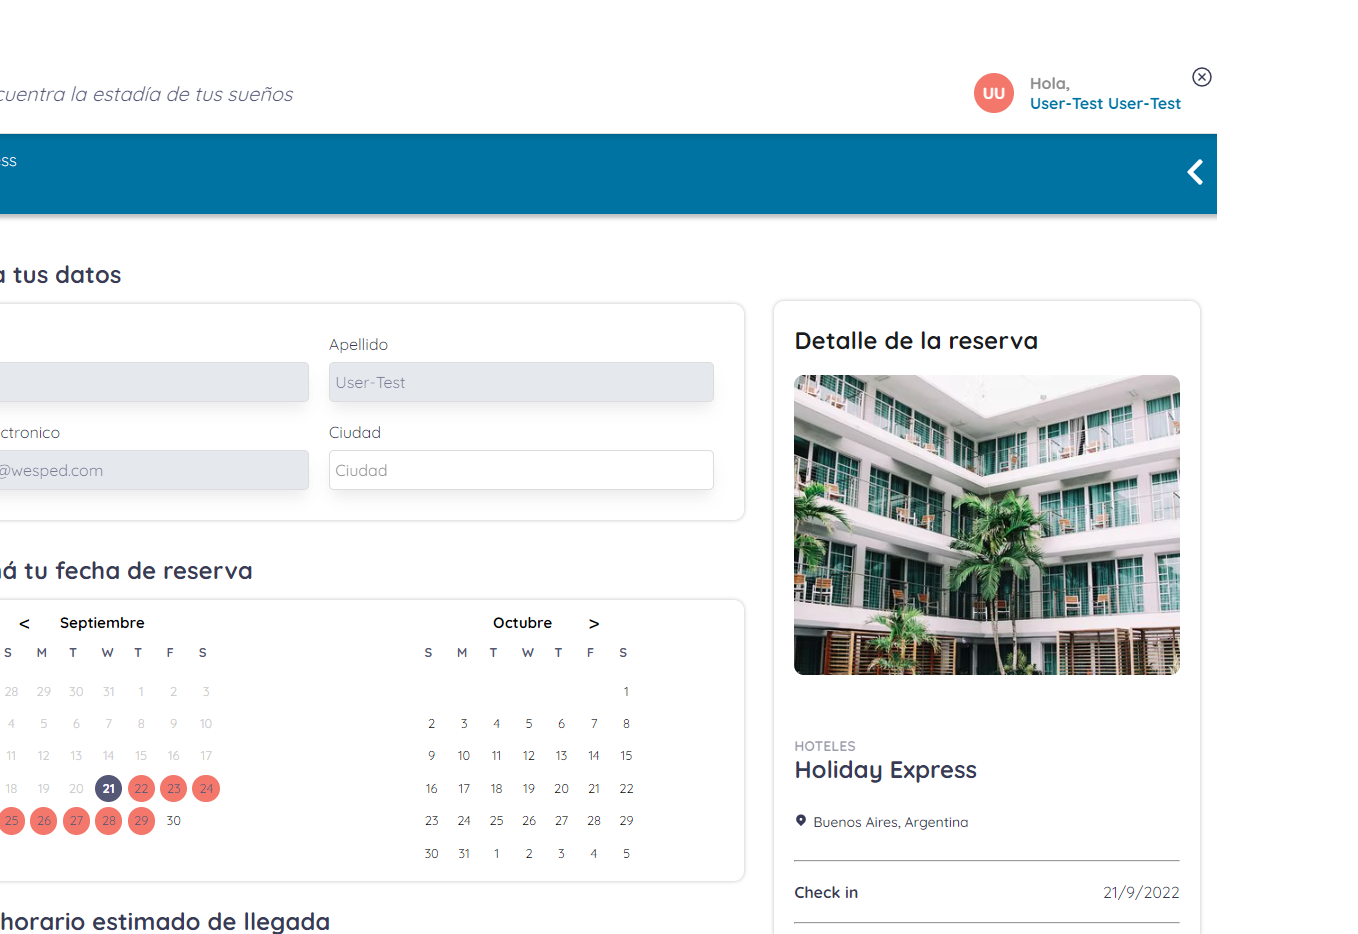 cuentra la estadía de tus sueños
UU
Hola,
User-Test User-Test
ss
a tus datos
Apellido
User-Test
ctronico
Ciudad
@wesped.com
Ciudad
á tu fecha de reserva
< Septiembre
S M T W T F S
28 29 30 31 1 2 3
4 5 6 7 8 9 10
11 12 13 14 15 16 17
18 19 20 21 22 23 24
25 26 27 28 29 30
Octubre >
S M T W T F S
1
2 3 4 5 6 7 8
9 10 11 12 13 14 15
16 17 18 19 20 21 22
23 24 25 26 27 28 29
30 31 1 2 3 4 5
horario estimado de llegada
Detalle de la reserva
HOTELES
Holiday Express
Buenos Aires, Argentina
Check in 21/9/2022